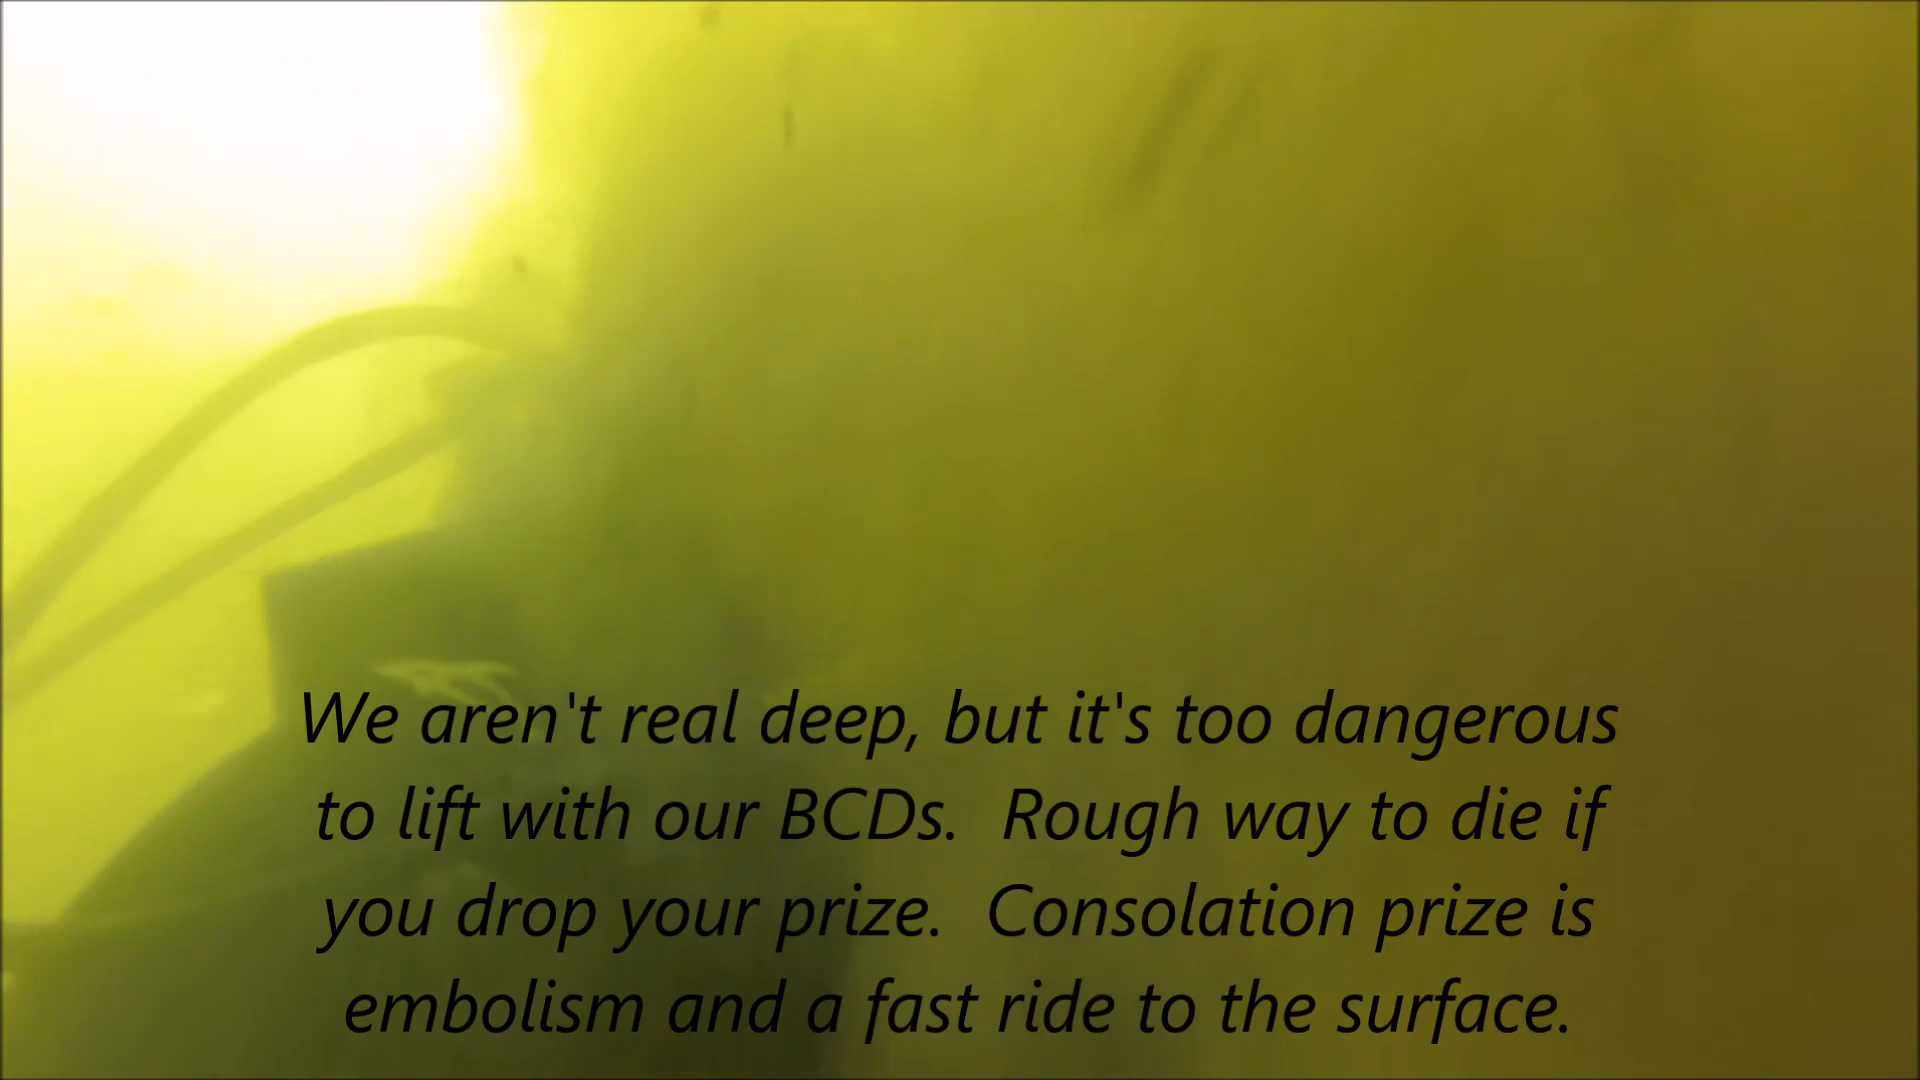 We aren't real deep, but it's too dangerous
to lift with our BCDs.  Rough way to die if
you drop your prize.  Consolation prize is
embolism and a fast ride to the surface.